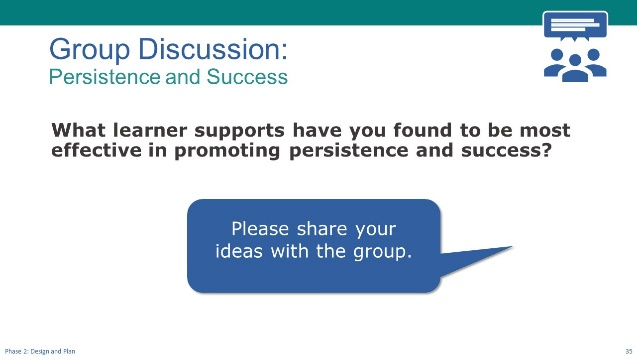 Group Discussion:
Persistence and Success
What learner supports have you found to be most
effective in promoting persistence and success?
Please share your
ideas with the group.
Phase 2: Design and Plan
35